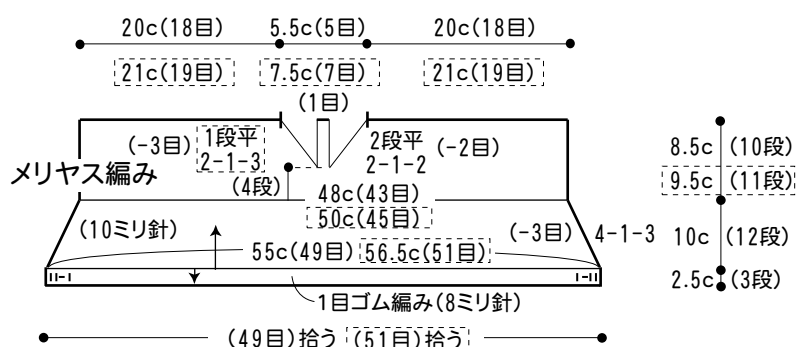 20c(18目) 5.5c(5目) 20c(18目)
21c(19目) 7.5c(7目) 21c(19目)
(1目)
(-3目) 1段平 2段平 (-2目)
2-1-3 2-1-2
メリヤス編み
(4段)
8.5c (10段)
9.5c (11段)
48c(43目)
50c(45目)
(10ミリ針) (-3目) 4-1-3 10c (12段)
55c(49目) 56.5c(51目)
2.5c (3段)
1目ゴム編み(8ミリ針)
(49目)拾う (51目)拾う